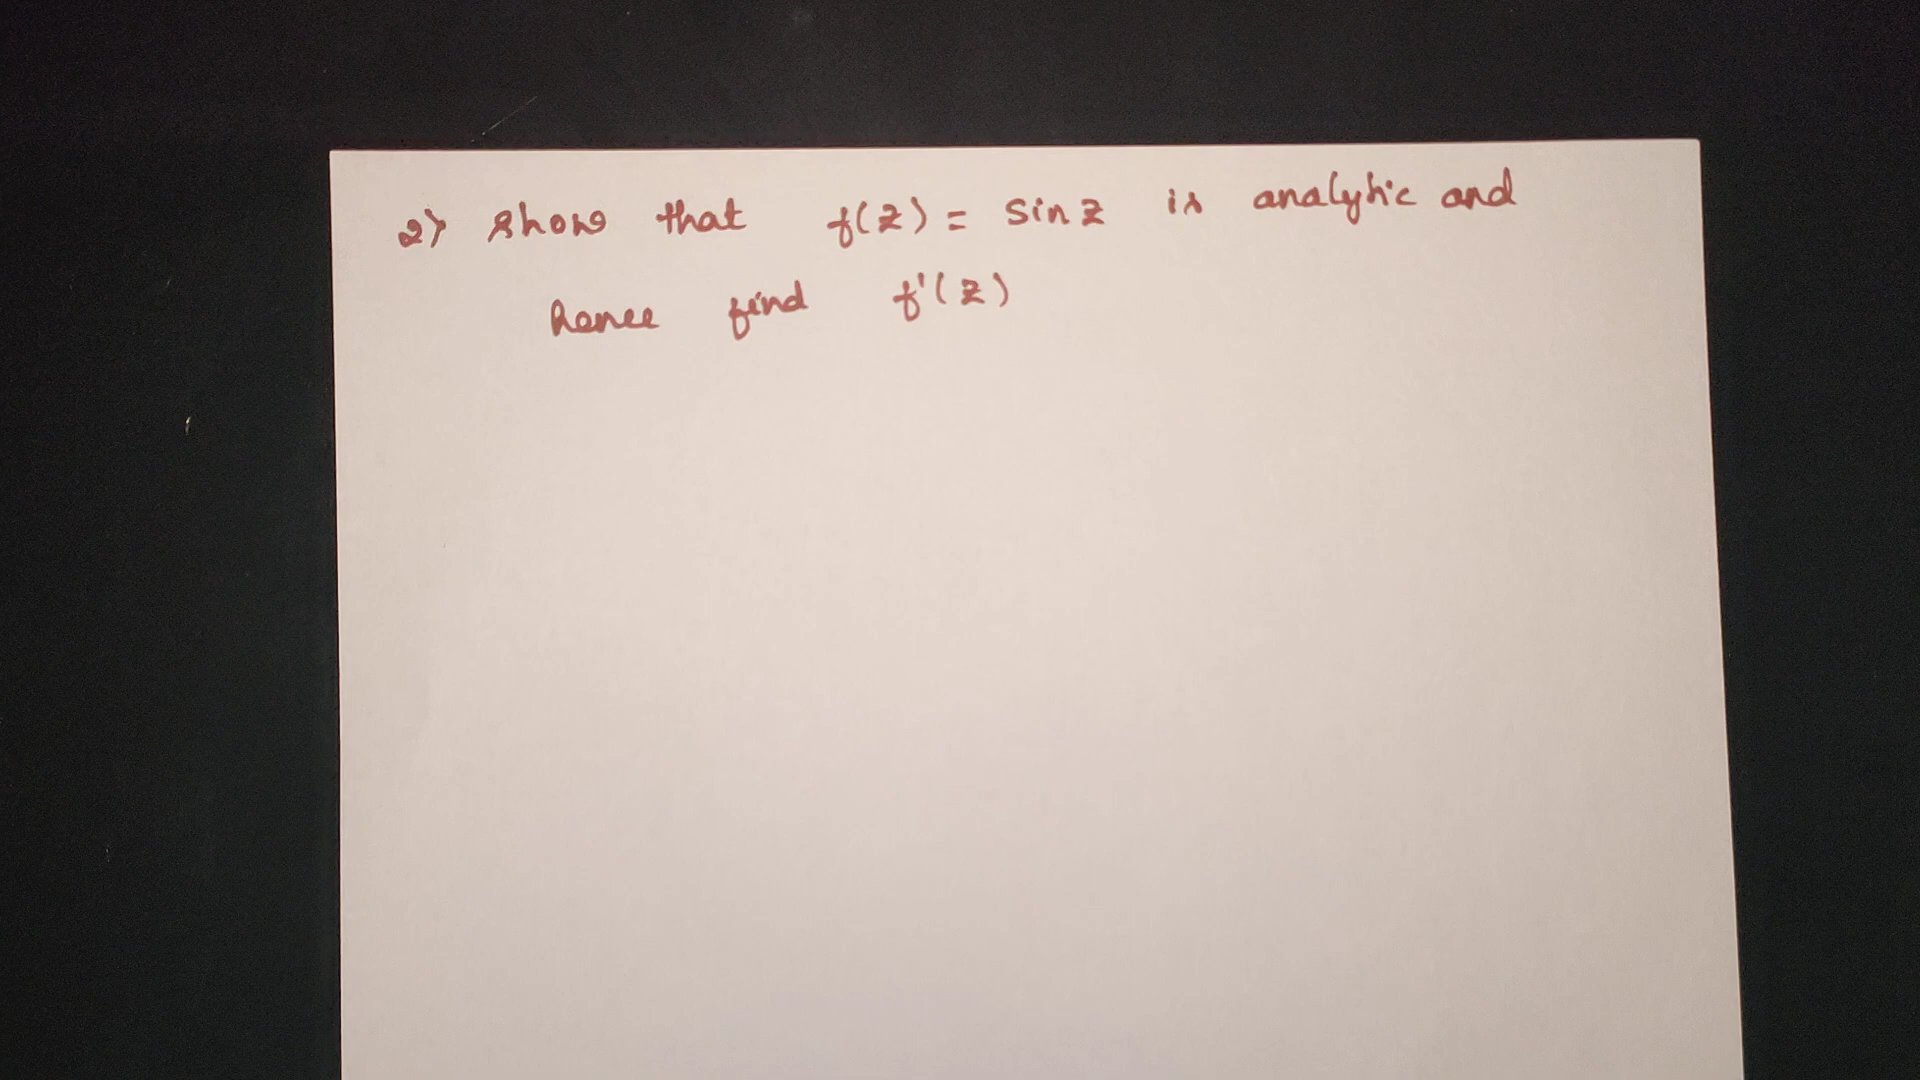 2) show that f(z) = sin z is analytic and
hence find f'(z)